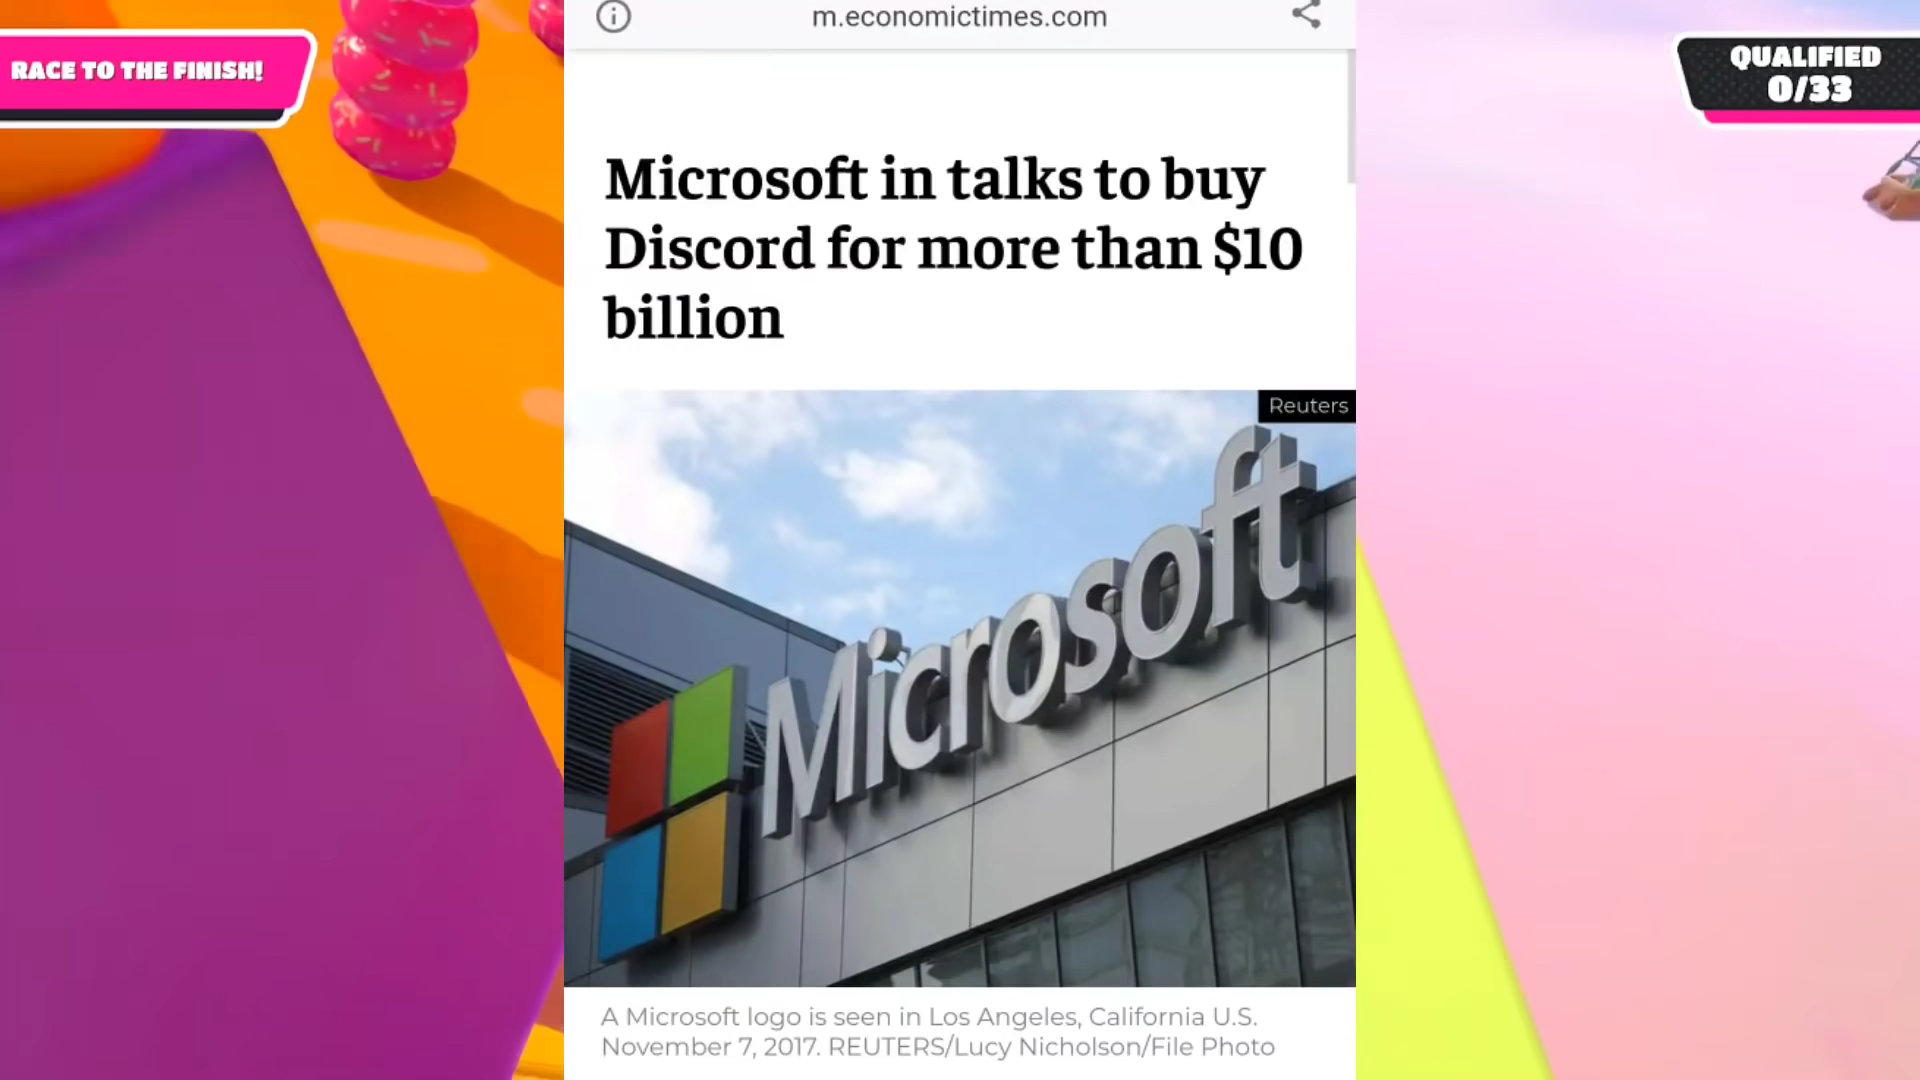 RACE TO THE FINISH!
m.economictimes.com
QUALIFIED
0/33
Microsoft in talks to buy
Discord for more than $10
billion
Reuters
Microsoft
A Microsoft logo is seen in Los Angeles, California U.S.
November 7, 2017. REUTERS/Lucy Nicholson/File Photo